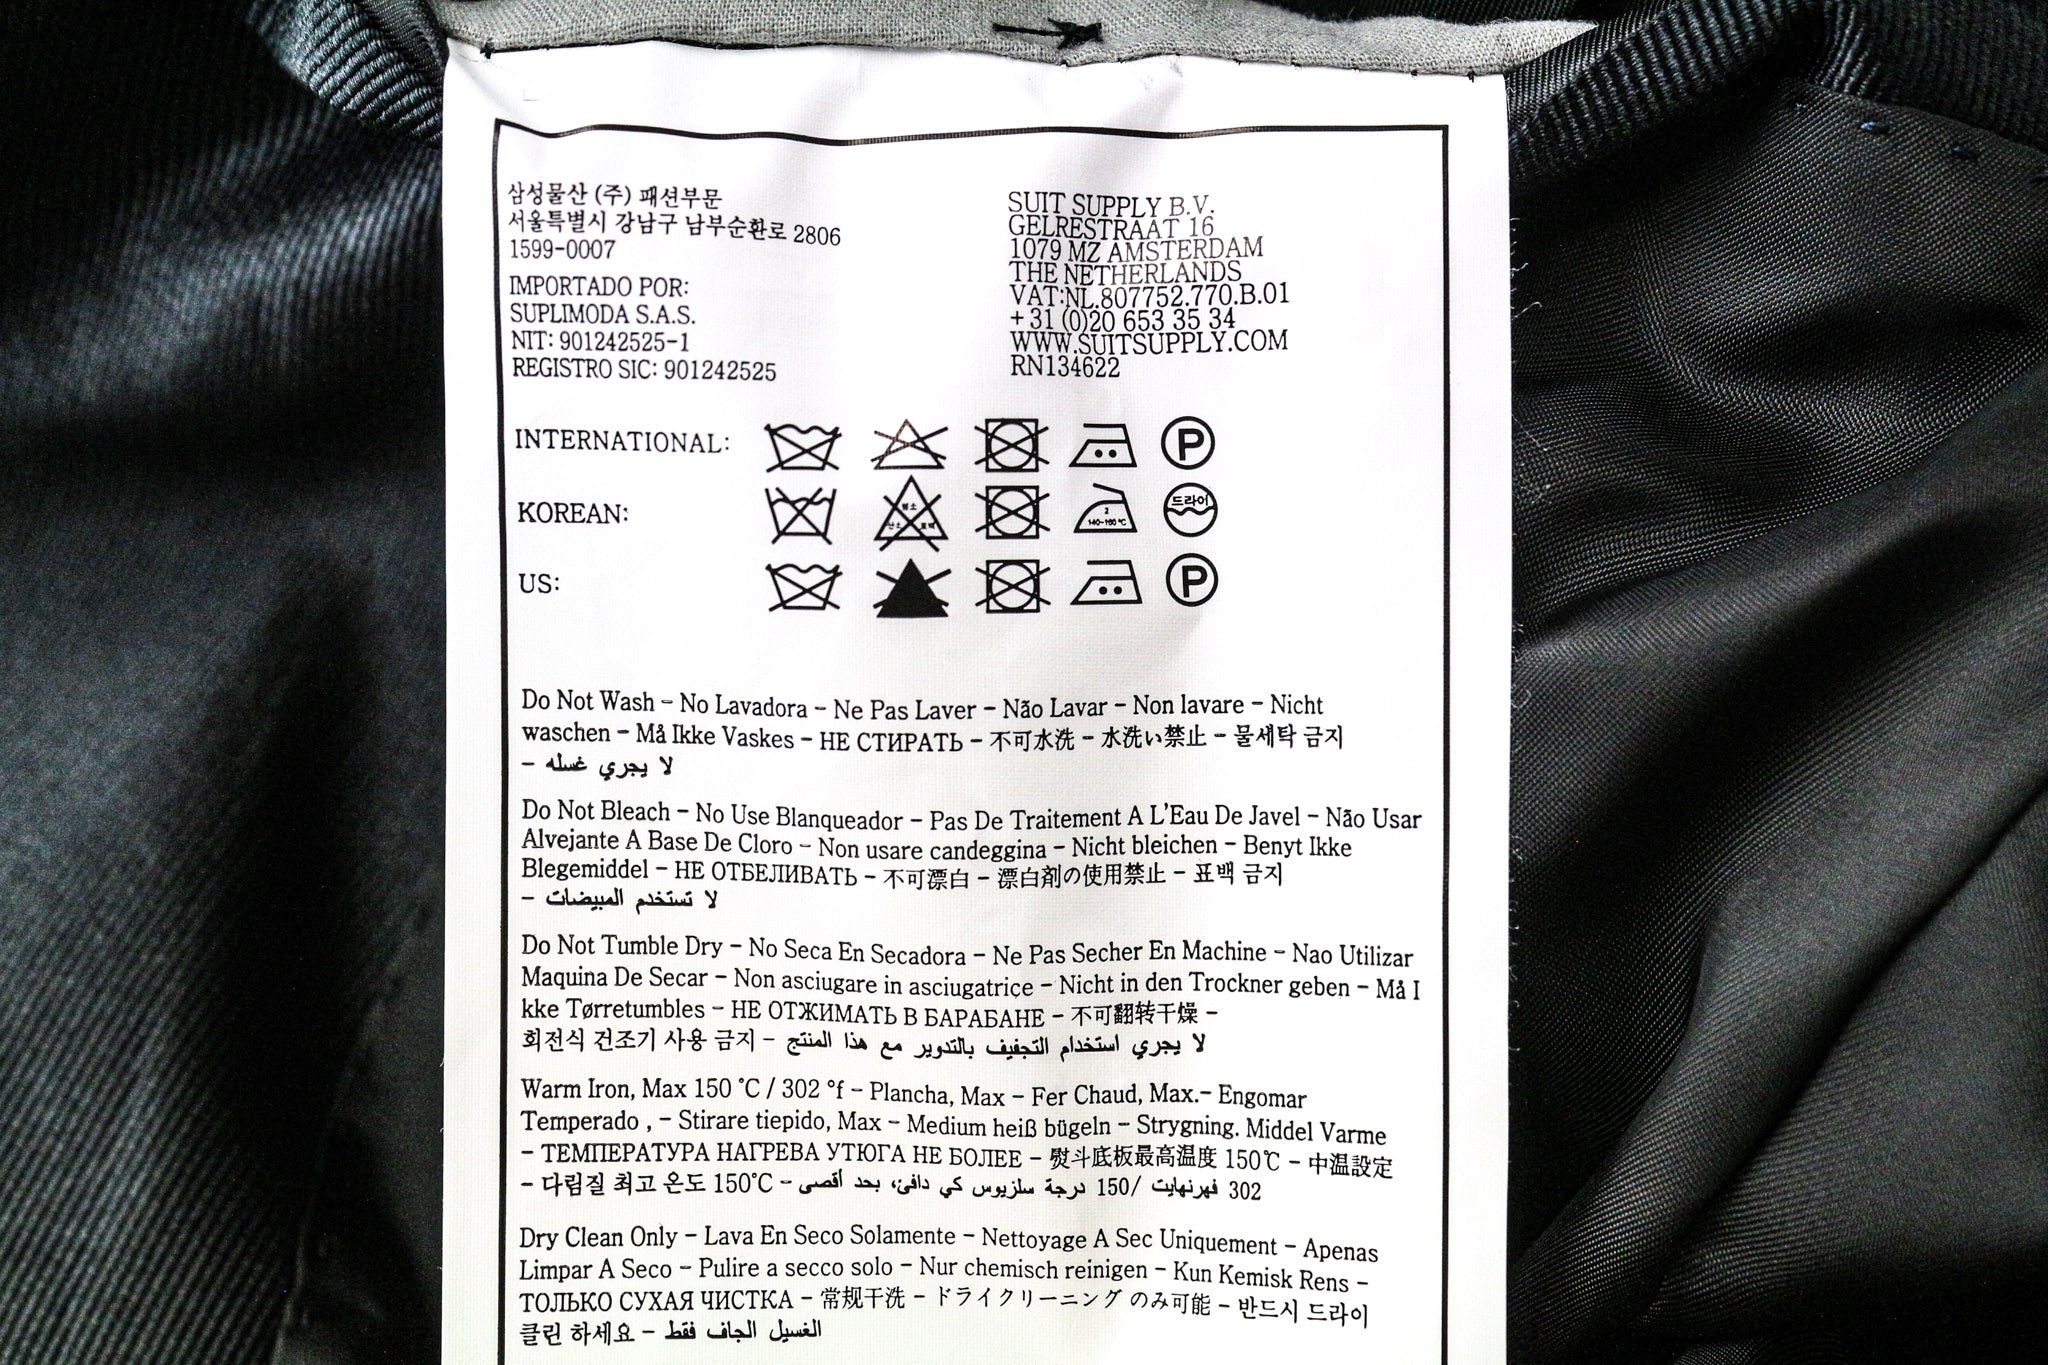 삼성물산 (주) 패션부문
서울특별시 강남구 남부순환로 2806
1599-0007
IMPORTADO POR:
SUPLIMODA S.A.S.
NIT: 901242525-1
REGISTRO SIC: 901242525
SUIT SUPPLY B.V.
GELRESTRAAT 16
1079 MZ AMSTERDAM
THE NETHERLANDS
VAT:NL.807752.770.B.01
+ 31 (0)20 653 35 34
WWW.SUITSUPPLY.COM
RN134622
INTERNATIONAL: P
KOREAN: 염소 산소 표백 2 140~160 °C 드라이
US: P
Do Not Wash - No Lavadora - Ne Pas Laver - Não Lavar - Non lavare - Nicht
waschen - Må Ikke Vaskes - НЕ СТИРАТЬ - 不可水洗 - 水洗い禁止 - 물세탁 금지
- لا يجري غسله
Do Not Bleach - No Use Blanqueador - Pas De Traitement A L'Eau De Javel - Não Usar
Alvejante A Base De Cloro - Non usare candeggina - Nicht bleichen - Benyt Ikke
Blegemiddel - НЕ ОТБЕЛИВАТЬ - 不可漂白 - 漂白剤の使用禁止 - 표백 금지
- لا تستخدم المبيضات
Do Not Tumble Dry - No Seca En Secadora - Ne Pas Secher En Machine - Nao Utilizar
Maquina De Secar - Non asciugare in asciugatrice - Nicht in den Trockner geben - Må I
kke Tørretumbles - НЕ ОТЖИМАТЬ В БАРАБАНЕ - 不可翻转干燥 -
회전식 건조기 사용 금지 - لا يجري استخدام التجفيف بالتدوير مع هذا المنتج
Warm Iron, Max 150 °C / 302 °f - Plancha, Max - Fer Chaud, Max.- Engomar
Temperado , - Stirare tiepido, Max - Medium heiß bügeln - Strygning. Middel Varme
- ТЕМПЕРАТУРА НАГРЕВА УТЮГА НЕ БОЛЕЕ - 熨斗底板最高温度 150℃ - 中温設定
- 다림질 최고 온도 150°C - كي دافئ، بحد أقصى 150 درجة سلزيوس/ 302 فهرنهايت
Dry Clean Only - Lava En Seco Solamente - Nettoyage A Sec Uniquement - Apenas
Limpar A Seco - Pulire a secco solo - Nur chemisch reinigen - Kun Kemisk Rens -
ТОЛЬКО СУХАЯ ЧИСТКА - 常规干洗 - ドライクリーニング のみ可能 - 반드시 드라이
클린 하세요 - الغسيل الجاف فقط